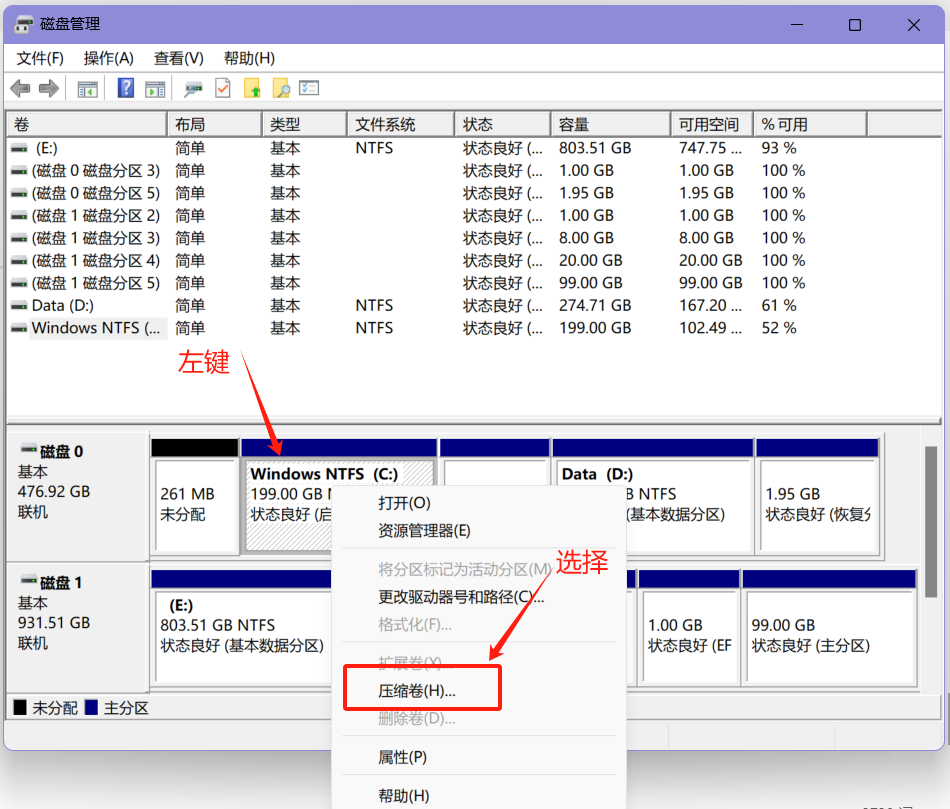 磁盘管理
文件(F) 操作(A) 查看(V) 帮助(H)
卷 布局 类型 文件系统 状态 容量 可用空间 % 可用
(E:) 简单 基本 NTFS 状态良好 (... 803.51 GB 747.75 ... 93 %
(磁盘 0 磁盘分区 3) 简单 基本 状态良好 (... 1.00 GB 1.00 GB 100 %
(磁盘 0 磁盘分区 5) 简单 基本 状态良好 (... 1.95 GB 1.95 GB 100 %
(磁盘 1 磁盘分区 2) 简单 基本 状态良好 (... 1.00 GB 1.00 GB 100 %
(磁盘 1 磁盘分区 3) 简单 基本 状态良好 (... 8.00 GB 8.00 GB 100 %
(磁盘 1 磁盘分区 4) 简单 基本 状态良好 (... 20.00 GB 20.00 GB 100 %
(磁盘 1 磁盘分区 5) 简单 基本 状态良好 (... 99.00 GB 99.00 GB 100 %
Data (D:) 简单 基本 NTFS 状态良好 (... 274.71 GB 167.20 ... 61 %
Windows NTFS (... 简单 基本 NTFS 状态良好 (... 199.00 GB 102.49 ... 52 %
左键
磁盘 0
基本
476.92 GB
联机
261 MB
未分配
Windows NTFS (C:)
199.00 GB
状态良好 (启
Data (D:)
B NTFS
(基本数据分区)
1.95 GB
状态良好 (恢复分
磁盘 1
基本
931.51 GB
联机
(E:)
803.51 GB NTFS
状态良好 (基本数据分区)
1.00 GB
状态良好 (EF
99.00 GB
状态良好 (主分区)
打开(O)
资源管理器(E)
将分区标记为活动分区(M)
选择
更改驱动器号和路径(C)...
格式化(F)...
扩展卷(X)...
压缩卷(H)...
删除卷(D)...
属性(P)
帮助(H)
未分配 主分区